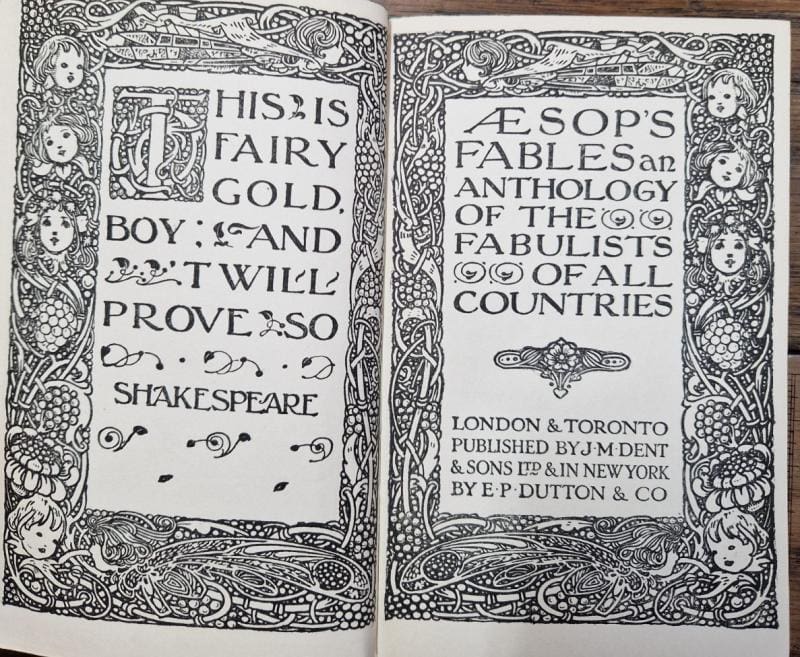 THIS IS
FAIRY
GOLD,
BOY; AND
'T WILL
PROVE SO
SHAKESPEARE
ÆSOP'S
FABLES an
ANTHOLOGY
OF THE
FABULISTS
OF ALL
COUNTRIES
LONDON & TORONTO
PUBLISHED BY J·M·DENT
& SONS LTD & IN NEW YORK
BY E·P·DUTTON & CO